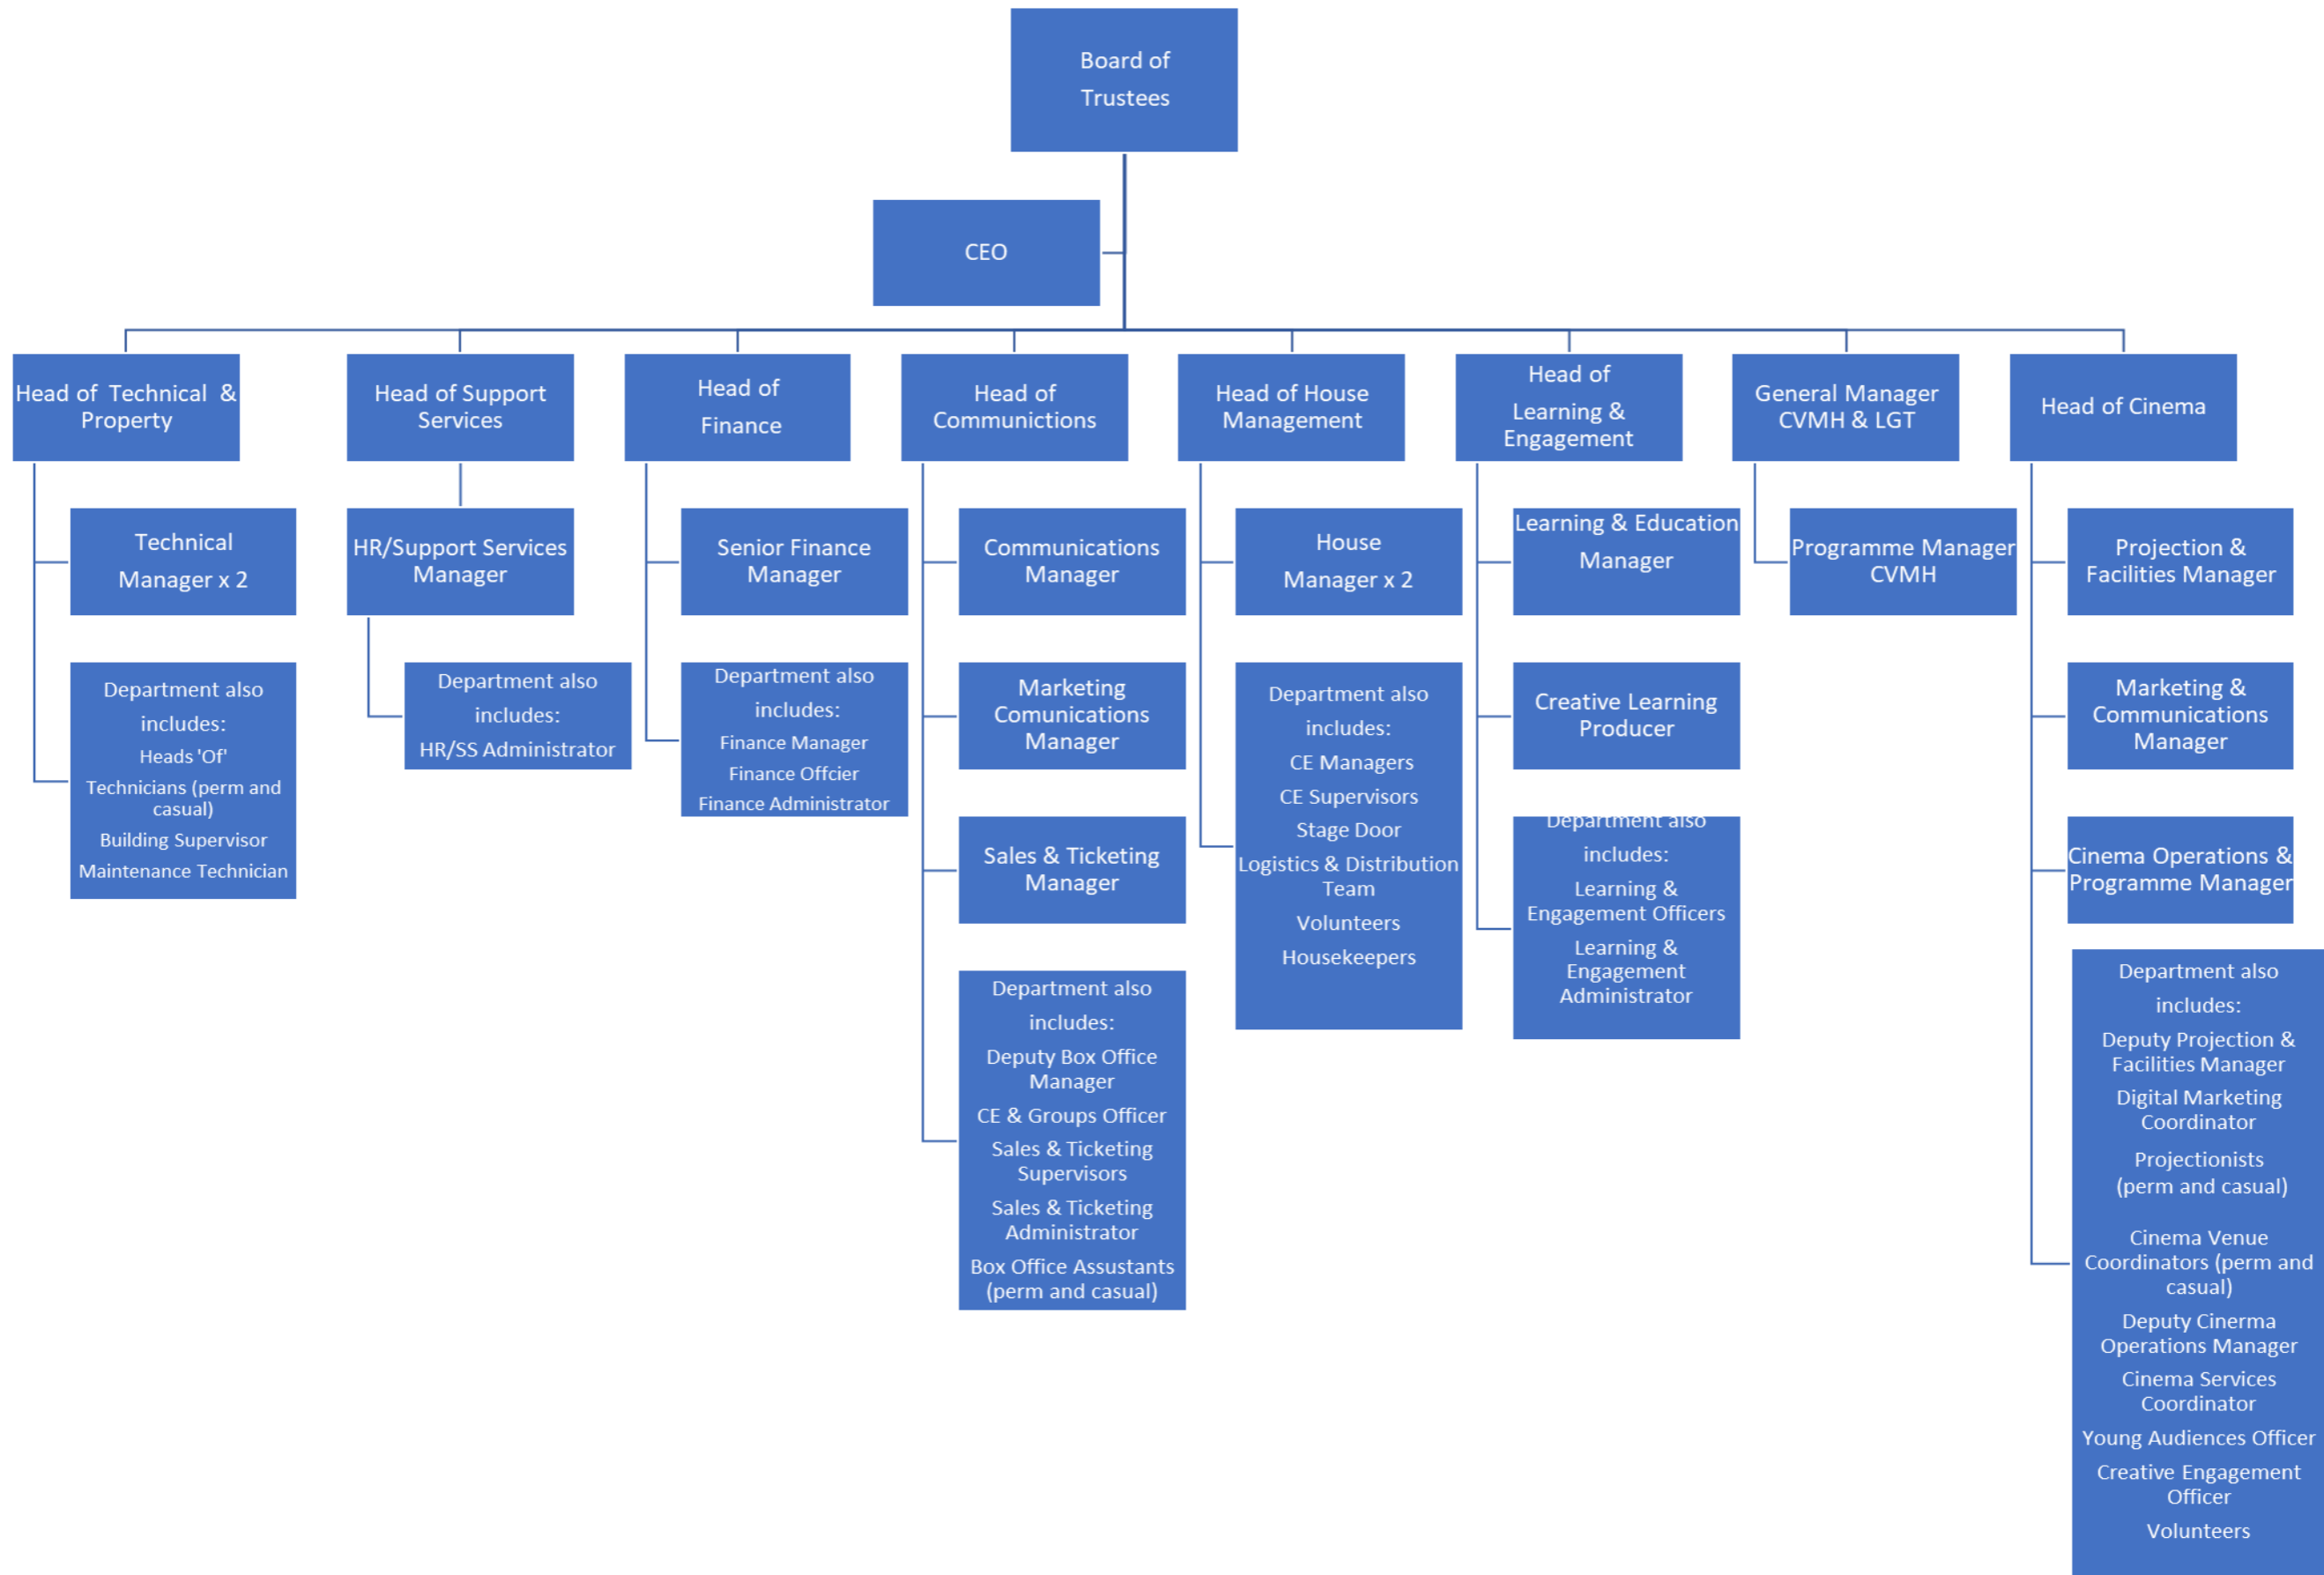 Board of
Trustees
CEO
Head of Technical &
Property
Head of Support
Services
Head of
Finance
Head of
Communictions
Head of House
Management
Head of
Learning &
Engagement
General Manager
CVMH & LGT
Head of Cinema
Technical
Manager x 2
Department also
includes:
Heads 'Of'
Technicians (perm and
casual)
Building Supervisor
Maintenance Technician
HR/Support Services
Manager
Department also
includes:
HR/SS Administrator
Senior Finance
Manager
Department also
includes:
Finance Manager
Finance Offcier
Finance Administrator
Communications
Manager
Marketing
Comunications
Manager
Sales & Ticketing
Manager
Department also
includes:
Deputy Box Office
Manager
CE & Groups Officer
Sales & Ticketing
Supervisors
Sales & Ticketing
Administrator
Box Office Assustants
(perm and casual)
House
Manager x 2
Department also
includes:
CE Managers
CE Supervisors
Stage Door
Logistics & Distribution
Team
Volunteers
Housekeepers
Learning & Education
Manager
Creative Learning
Producer
Department also
includes:
Learning &
Engagement Officers
Learning &
Engagement
Administrator
Programme Manager
CVMH
Projection &
Facilities Manager
Marketing &
Communications
Manager
Cinema Operations &
Programme Manager
Department also
includes:
Deputy Projection &
Facilities Manager
Digital Marketing
Coordinator
Projectionists
(perm and casual)
Cinema Venue
Coordinators (perm and
casual)
Deputy Cinerma
Operations Manager
Cinema Services
Coordinator
Young Audiences Officer
Creative Engagement
Officer
Volunteers